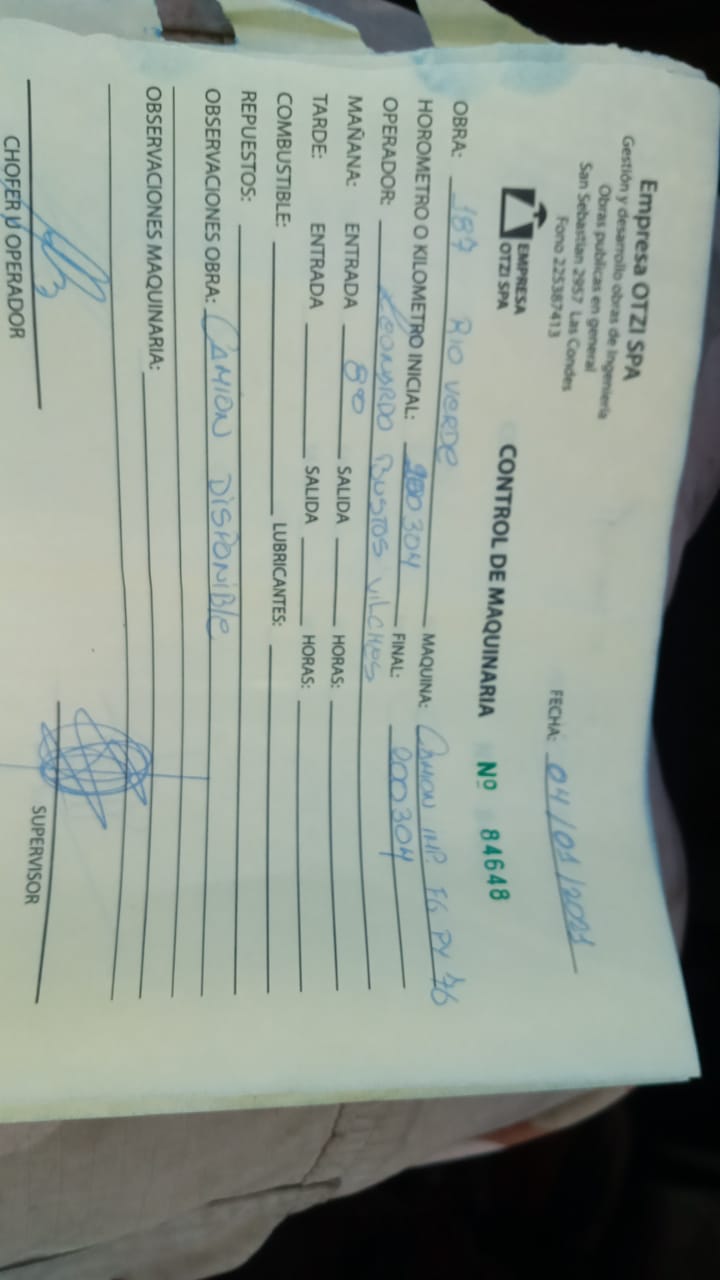 Empresa OTZI SPA
Gestión y desarrollo obras de Ingeniería
Obras publicas en general
San Sebastian 2957 Las Condes
Fono 225387413
EMPRESA
OTZI SPA
FECHA: 04/01/2021
CONTROL DE MAQUINARIA Nº 84648
OBRA: 187 RIO VERDE MAQUINA: CAMION IMP. FG PY 76
HOROMETRO O KILOMETRO INICIAL: 200304 FINAL: 200304
OPERADOR: LEONARDO BUSTOS VILCHES
MAÑANA: ENTRADA 8⁰⁰ SALIDA HORAS:
TARDE: ENTRADA SALIDA HORAS:
COMBUSTIBLE: LUBRICANTES:
REPUESTOS:
OBSERVACIONES OBRA: CAMION DISPONIBLE
OBSERVACIONES MAQUINARIA:
CHOFER U OPERADOR SUPERVISOR